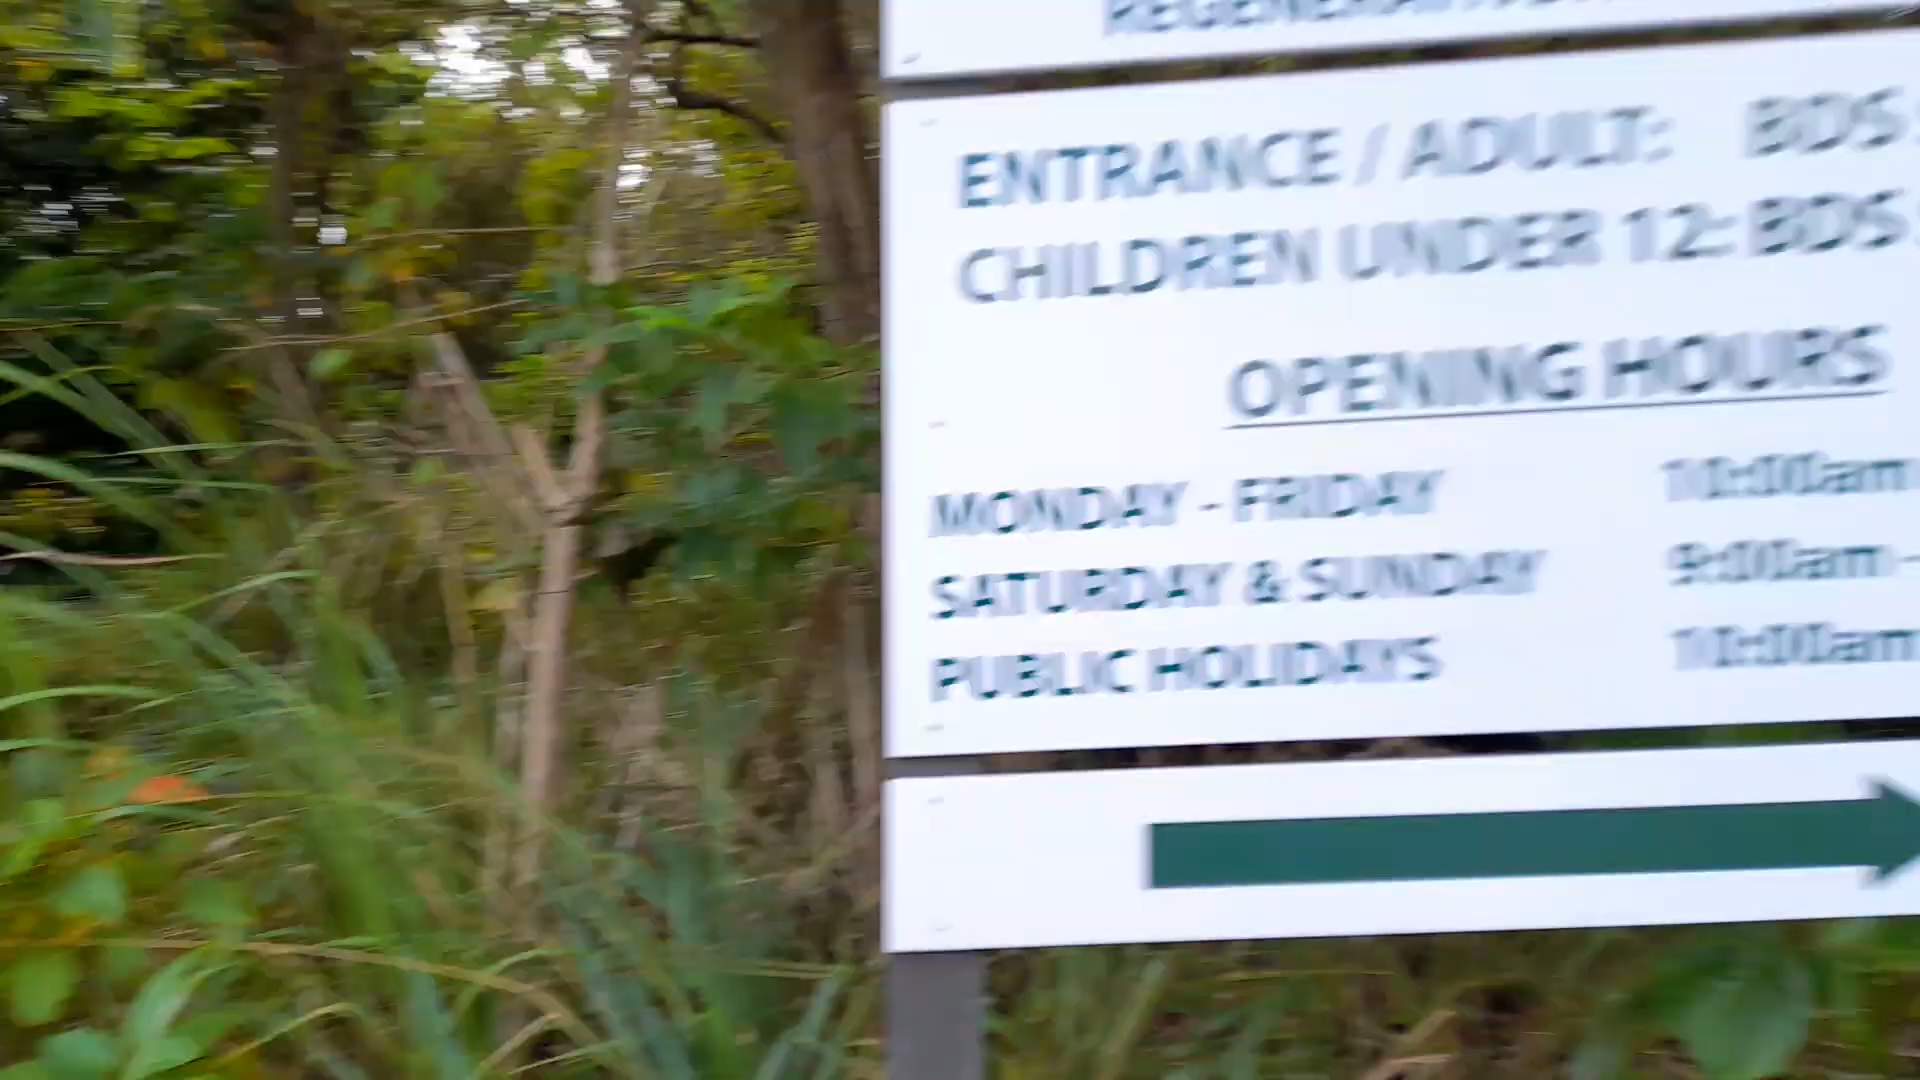 ENTRANCE / ADULT: BDS
CHILDREN UNDER 12: BDS
OPENING HOURS
MONDAY - FRIDAY 10:00am
SATURDAY & SUNDAY 9:00am -
PUBLIC HOLIDAYS 10:00am